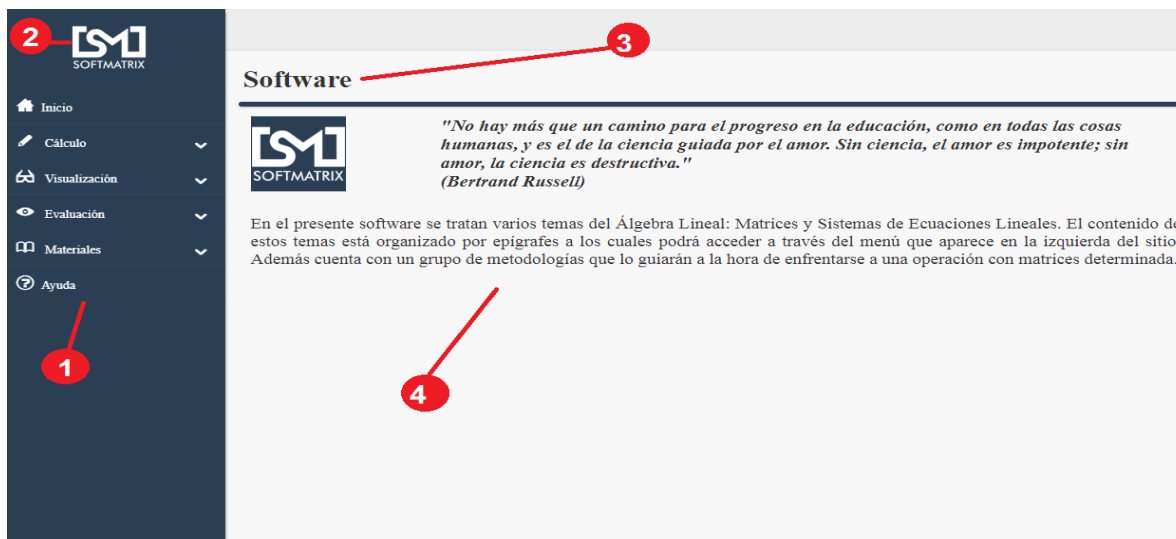 2
[SM]
SOFTMATRIX
3
Software
Inicio
Cálculo
Visualización
Evaluación
Materiales
Ayuda
1
[SM]
SOFTMATRIX
"No hay más que un camino para el progreso en la educación, como en todas las cosas
humanas, y es el de la ciencia guiada por el amor. Sin ciencia, el amor es impotente; sin
amor, la ciencia es destructiva."
(Bertrand Russell)
En el presente software se tratan varios temas del Álgebra Lineal: Matrices y Sistemas de Ecuaciones Lineales. El contenido de
estos temas está organizado por epígrafes a los cuales podrá acceder a través del menú que aparece en la izquierda del sitio
Además cuenta con un grupo de metodologías que lo guiarán a la hora de enfrentarse a una operación con matrices determinada.
4